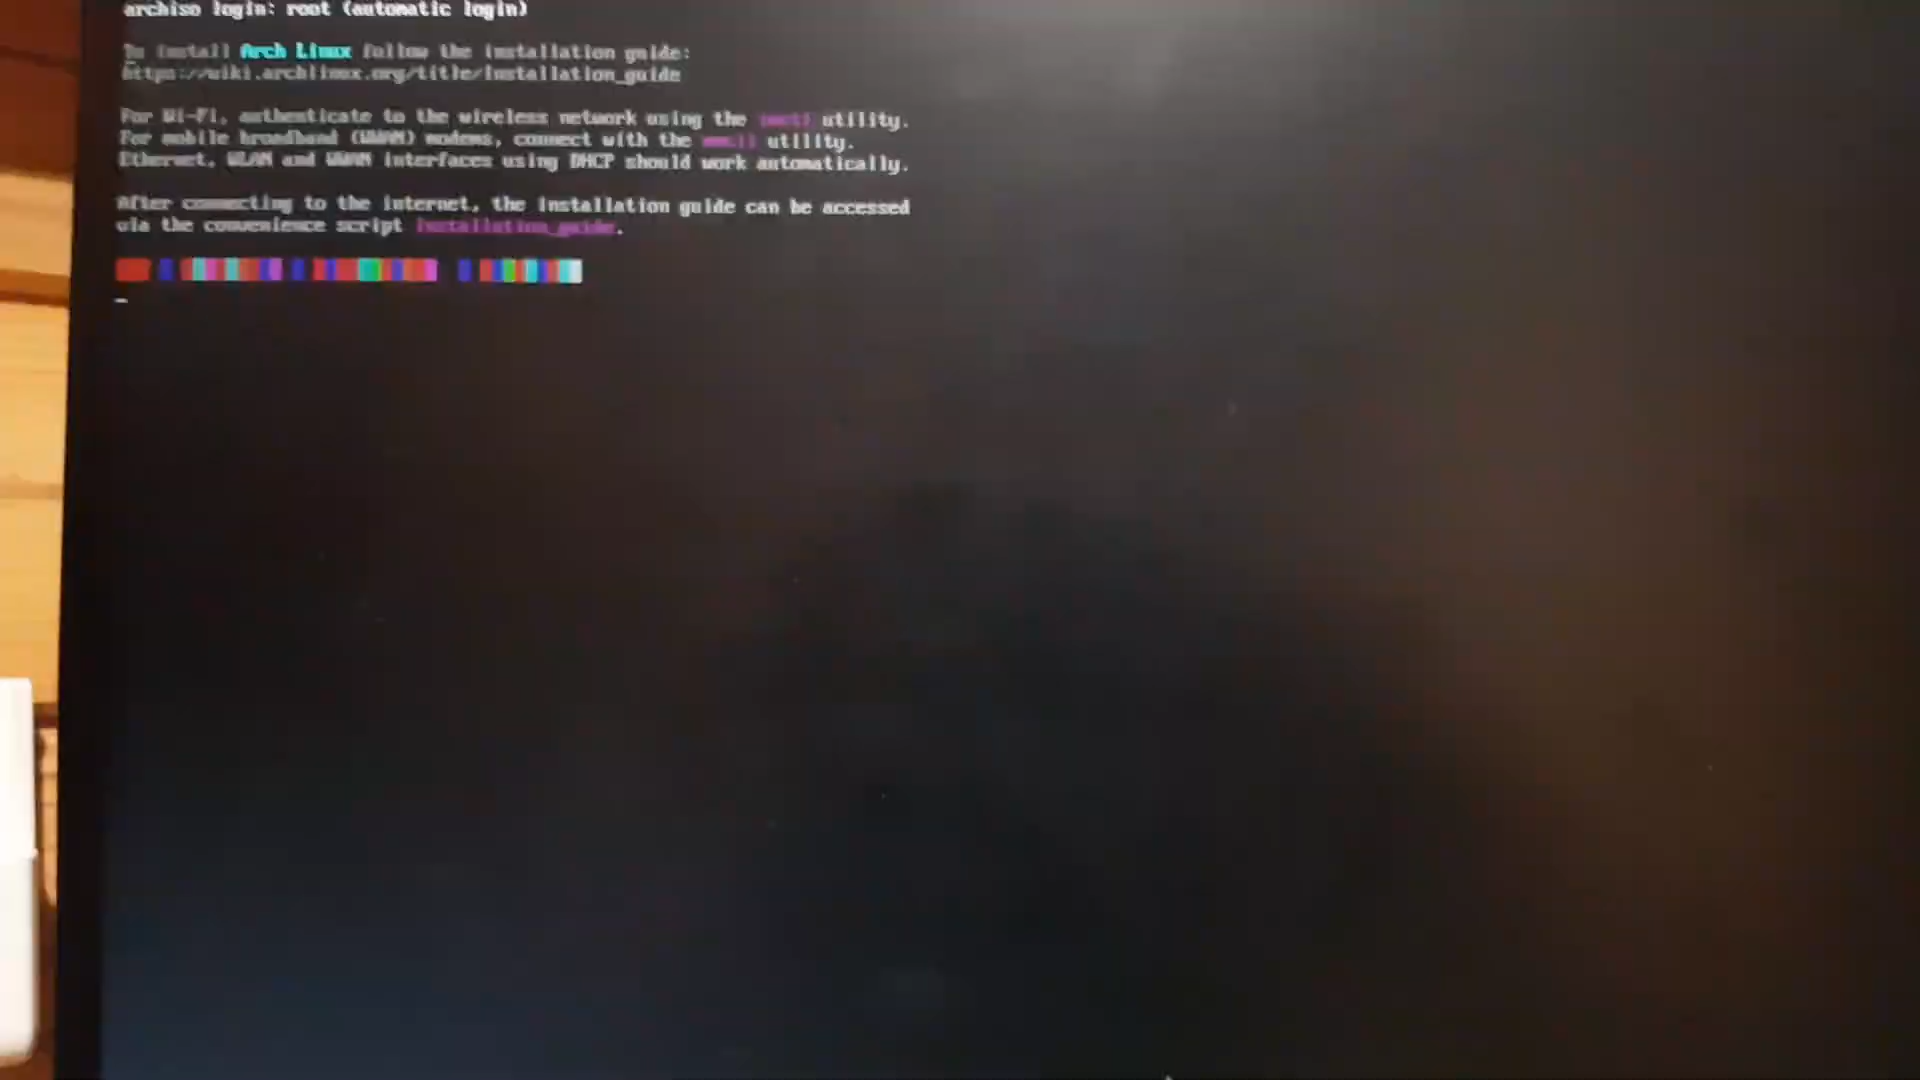 archiso login: root (automatic login)
To install Arch Linux follow the installation guide:
https://wiki.archlinux.org/title/Installation_guide
For Wi-Fi, authenticate to the wireless network using the iwctl utility.
For mobile broadband (WWAN) modems, connect with the mmcli utility.
Ethernet, WLAN and WWAN interfaces using DHCP should work automatically.
After connecting to the internet, the installation guide can be accessed
via the convenience script Installation_guide.